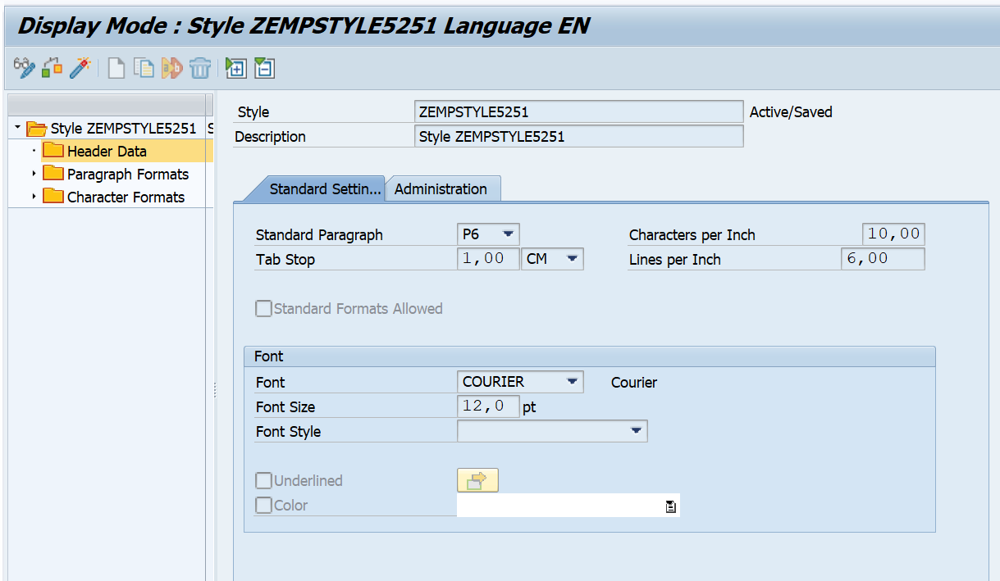 Display Mode : Style ZEMPSTYLE5251 Language EN
Style ZEMPSTYLE5251 S
Header Data
Paragraph Formats
Character Formats
Style ZEMPSTYLE5251 Active/Saved
Description Style ZEMPSTYLE5251
Standard Settin... Administration
Standard Paragraph P6 Characters per Inch 10,00
Tab Stop 1,00 CM Lines per Inch 6,00
Standard Formats Allowed
Font
Font COURIER Courier
Font Size 12,0 pt
Font Style
Underlined
Color